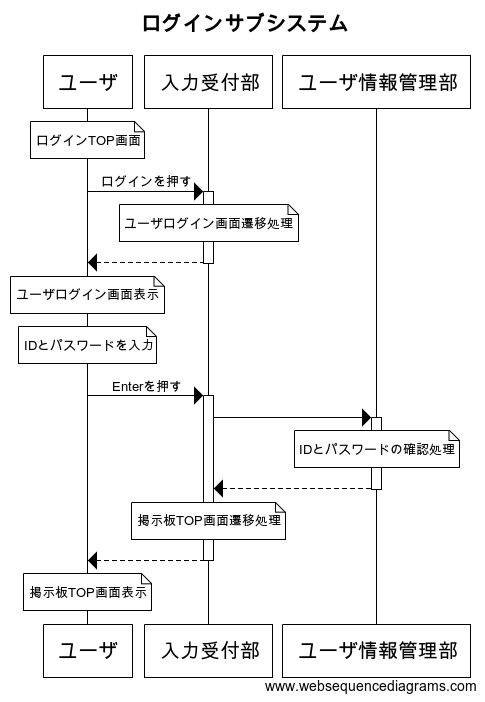 ログインサブシステム
ユーザ
入力受付部
ユーザ情報管理部
ログインTOP画面
ログインを押す
ユーザログイン画面遷移処理
ユーザログイン画面表示
IDとパスワードを入力
Enterを押す
IDとパスワードの確認処理
掲示板TOP画面遷移処理
掲示板TOP画面表示
ユーザ
入力受付部
ユーザ情報管理部
www.websequencediagrams.com